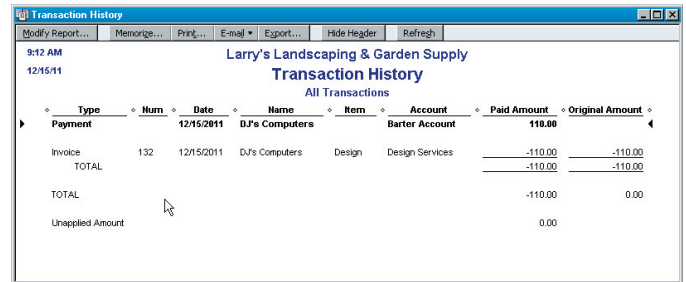 Transaction History
Modify Report... Memorize... Print... E-mail Export... Hide Header Refresh
9:12 AM Larry's Landscaping & Garden Supply
12/15/11 Transaction History
All Transactions
Type Num Date Name Item Account Paid Amount Original Amount
Payment 12/15/2011 DJ's Computers Barter Account 110.00
Invoice 132 12/15/2011 DJ's Computers Design Design Services -110.00 -110.00
TOTAL -110.00 -110.00
TOTAL -110.00 0.00
Unapplied Amount 0.00